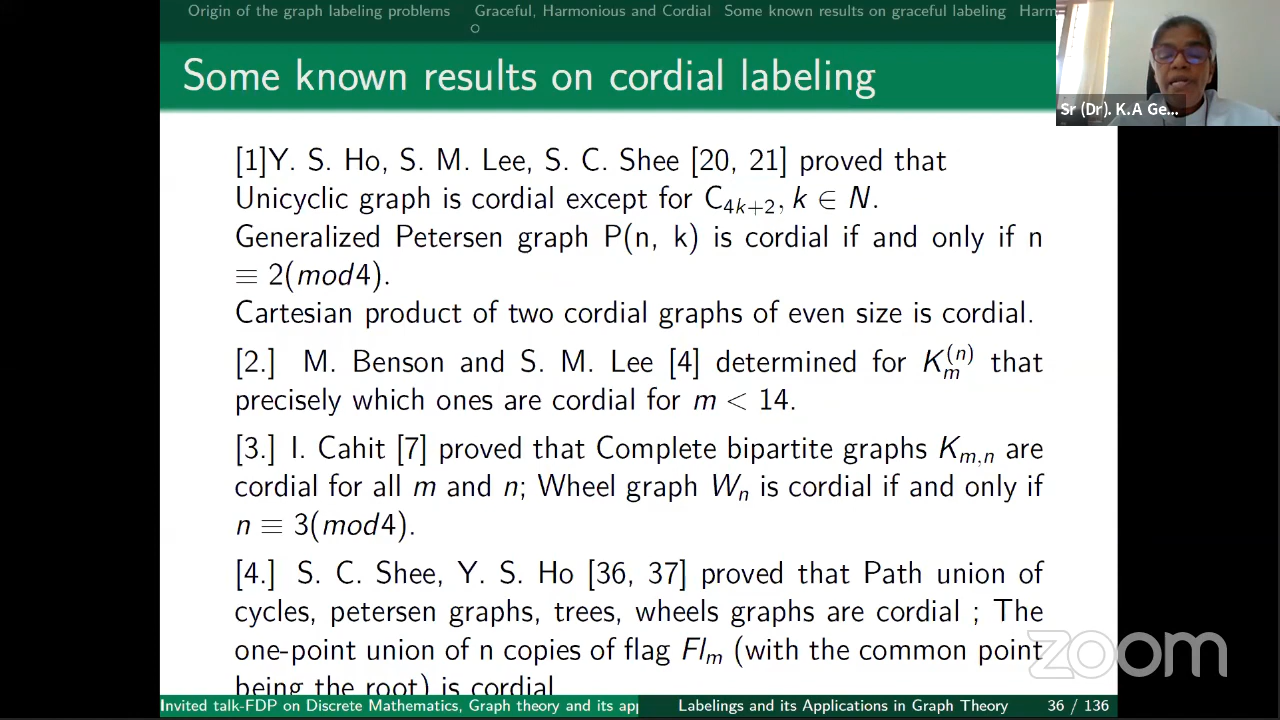 Origin of the graph labeling problems Graceful, Harmonious and Cordial Some known results on graceful labeling Harm
Some known results on cordial labeling
Sr (Dr). K.A Ge...
[1]Y. S. Ho, S. M. Lee, S. C. Shee [20, 21] proved that
Unicyclic graph is cordial except for C₄ₖ₊₂, k ∈ N.
Generalized Petersen graph P(n, k) is cordial if and only if n
≡ 2(mod4).
Cartesian product of two cordial graphs of even size is cordial.
[2.] M. Benson and S. M. Lee [4] determined for K_m^(n) that
precisely which ones are cordial for m < 14.
[3.] I. Cahit [7] proved that Complete bipartite graphs K_m,n are
cordial for all m and n; Wheel graph W_n is cordial if and only if
n ≡ 3(mod4).
[4.] S. C. Shee, Y. S. Ho [36, 37] proved that Path union of
cycles, petersen graphs, trees, wheels graphs are cordial ; The
one-point union of n copies of flag Fl_m (with the common point
being the root) is cordial
zoom
Invited talk-FDP on Discrete Mathematics, Graph theory and its app Labelings and its Applications in Graph Theory 36 / 136